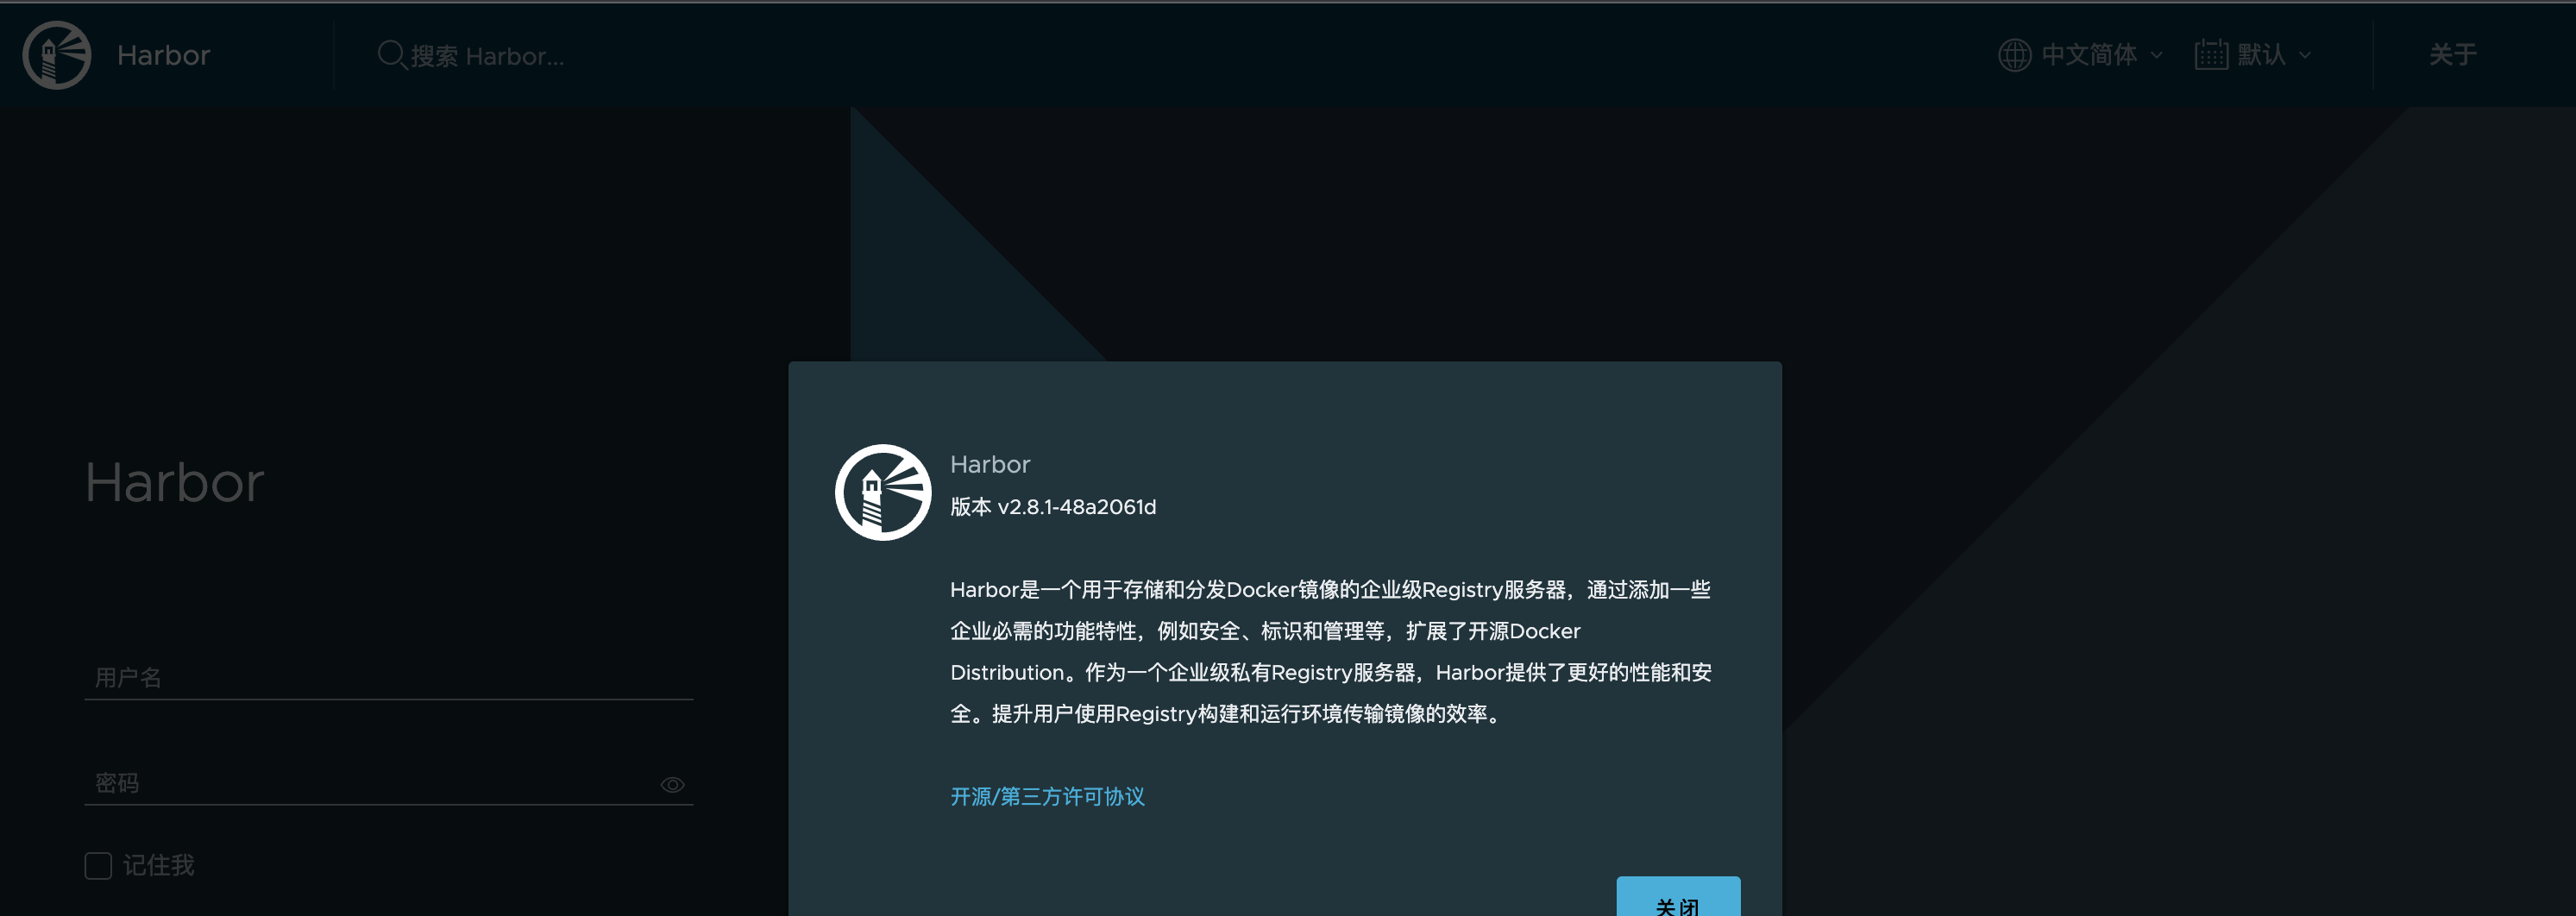 Harbor
搜索 Harbor...
中文简体
默认
关于
Harbor
用户名
密码
记住我
Harbor
版本 v2.8.1-48a2061d
Harbor是一个用于存储和分发Docker镜像的企业级Registry服务器，通过添加一些
企业必需的功能特性，例如安全、标识和管理等，扩展了开源Docker
Distribution。作为一个企业级私有Registry服务器，Harbor提供了更好的性能和安
全。提升用户使用Registry构建和运行环境传输镜像的效率。
开源/第三方许可协议
关闭